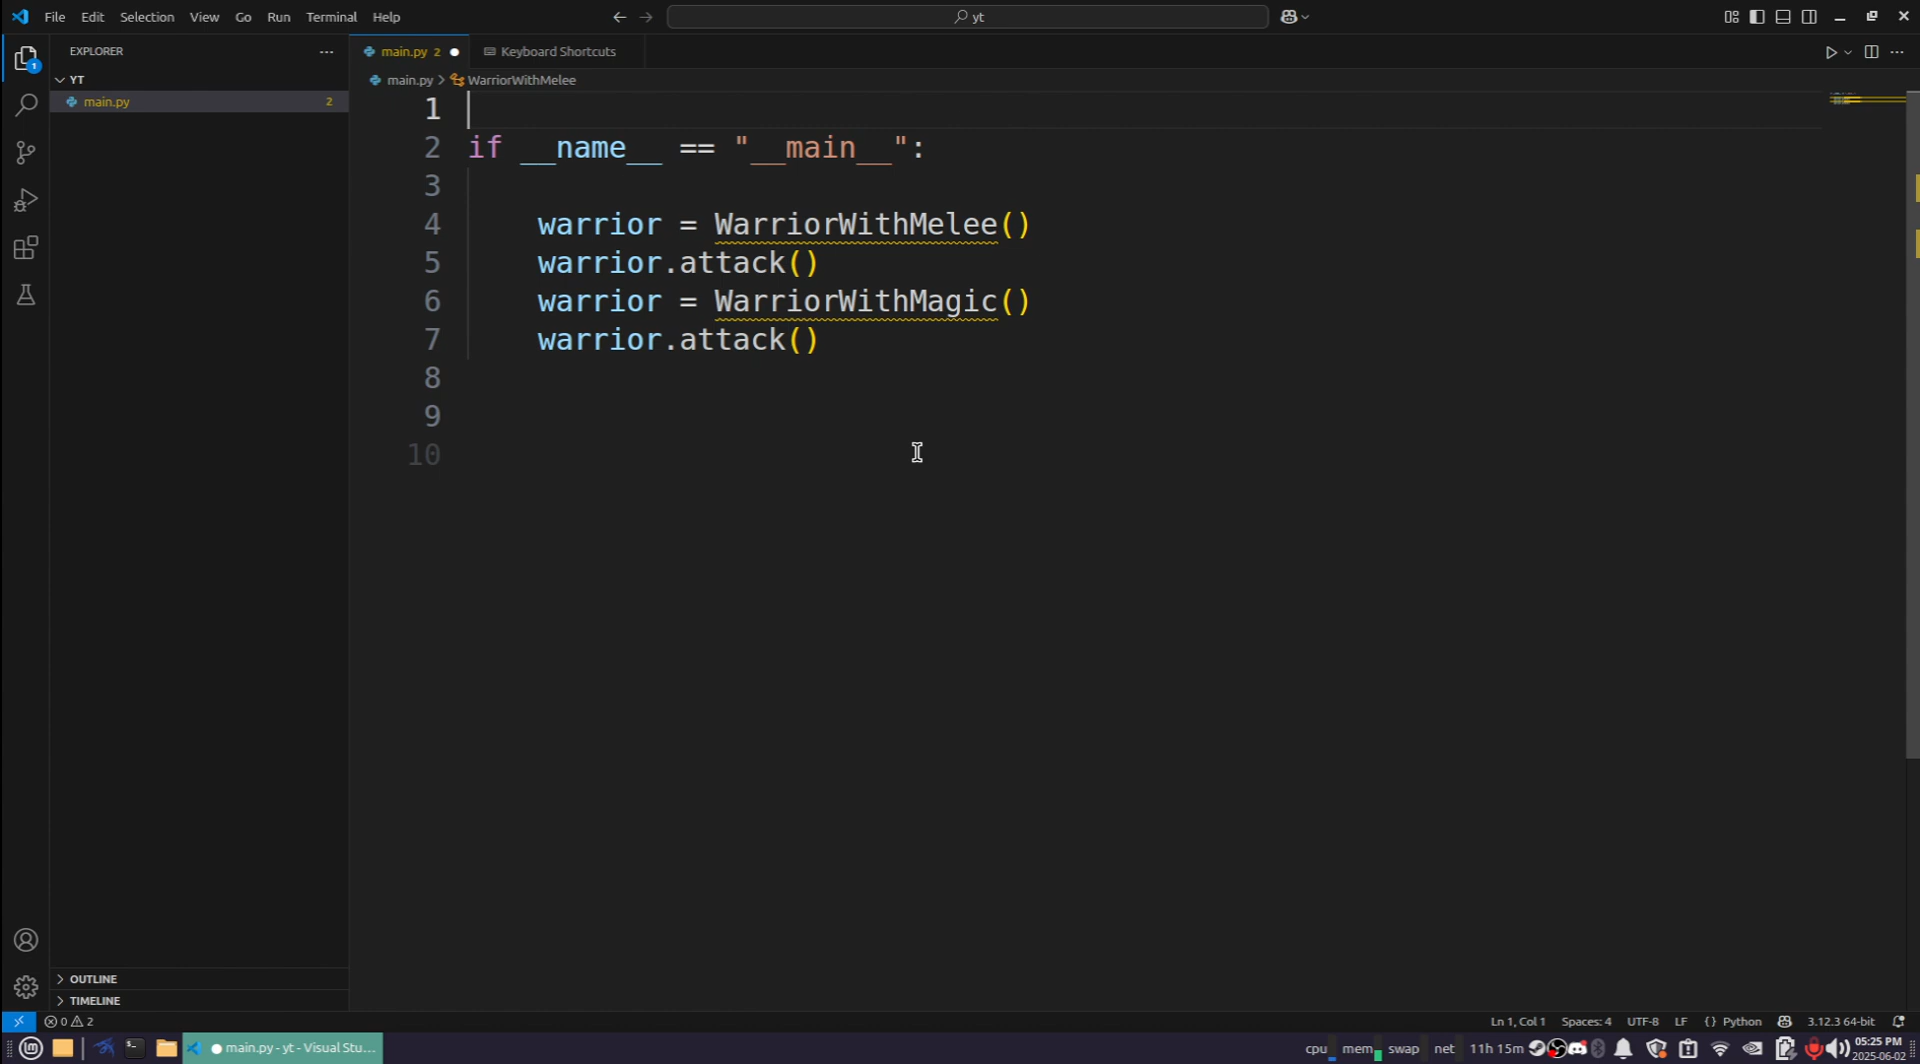 File Edit Selection View Go Run Terminal Help
yt
EXPLORER
main.py 2
Keyboard Shortcuts
YT
main.py > WarriorWithMelee
main.py 2
1
2 if __name__ == "__main__":
3
4 warrior = WarriorWithMelee()
5 warrior.attack()
6 warrior = WarriorWithMagic()
7 warrior.attack()
8
9
10
1
OUTLINE
TIMELINE
0 2
Ln 1, Col 1 Spaces: 4 UTF-8 LF {} Python 3.12.3 64-bit
main.py - yt - Visual Stu...
cpu mem swap net 11h 15m
05:25 PM
2025-06-02